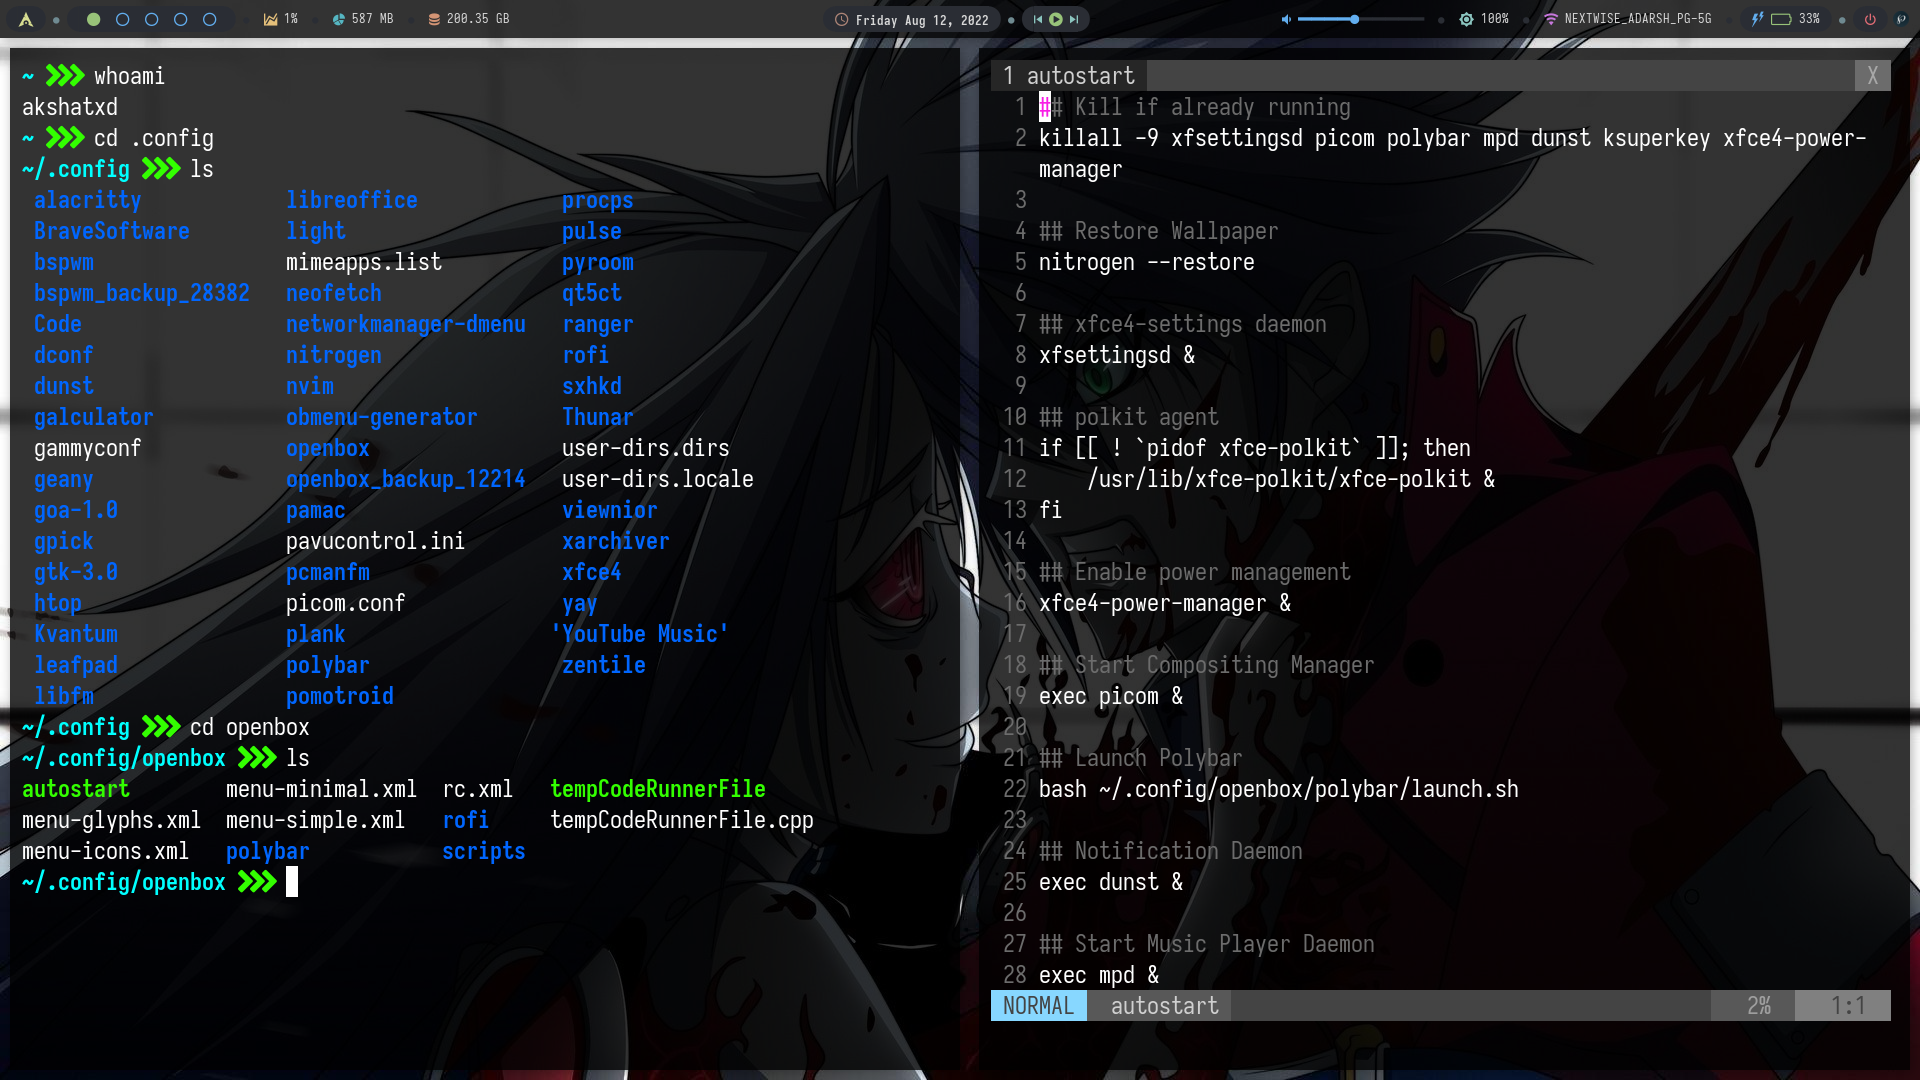 1%
587 MB
200.35 GB
Friday Aug 12, 2022
100%
NEXTWISE_ADARSH_PG-5G
33%
~ >>> whoami
akshatxd
~ >>> cd .config
~/.config >>> ls
alacritty libreoffice procps
BraveSoftware light pulse
bspwm mimeapps.list pyroom
bspwm_backup_28382 neofetch qt5ct
Code networkmanager-dmenu ranger
dconf nitrogen rofi
dunst nvim sxhkd
galculator obmenu-generator Thunar
gammyconf openbox user-dirs.dirs
geany openbox_backup_12214 user-dirs.locale
goa-1.0 pamac viewnior
gpick pavucontrol.ini xarchiver
gtk-3.0 pcmanfm xfce4
htop picom.conf yay
Kvantum plank 'YouTube Music'
leafpad polybar zentile
libfm pomotroid
~/.config >>> cd openbox
~/.config/openbox >>> ls
autostart menu-minimal.xml rc.xml tempCodeRunnerFile
menu-glyphs.xml menu-simple.xml rofi tempCodeRunnerFile.cpp
menu-icons.xml polybar scripts
~/.config/openbox >>>
1 autostart X
1 ## Kill if already running
2 killall -9 xfsettingsd picom polybar mpd dunst ksuperkey xfce4-power-
manager
3
4 ## Restore Wallpaper
5 nitrogen --restore
6
7 ## xfce4-settings daemon
8 xfsettingsd &
9
10 ## polkit agent
11 if [[ ! `pidof xfce-polkit` ]]; then
12 /usr/lib/xfce-polkit/xfce-polkit &
13 fi
14
15 ## Enable power management
16 xfce4-power-manager &
17
18 ## Start Compositing Manager
19 exec picom &
20
21 ## Launch Polybar
22 bash ~/.config/openbox/polybar/launch.sh
23
24 ## Notification Daemon
25 exec dunst &
26
27 ## Start Music Player Daemon
28 exec mpd &
NORMAL autostart 2% 1:1